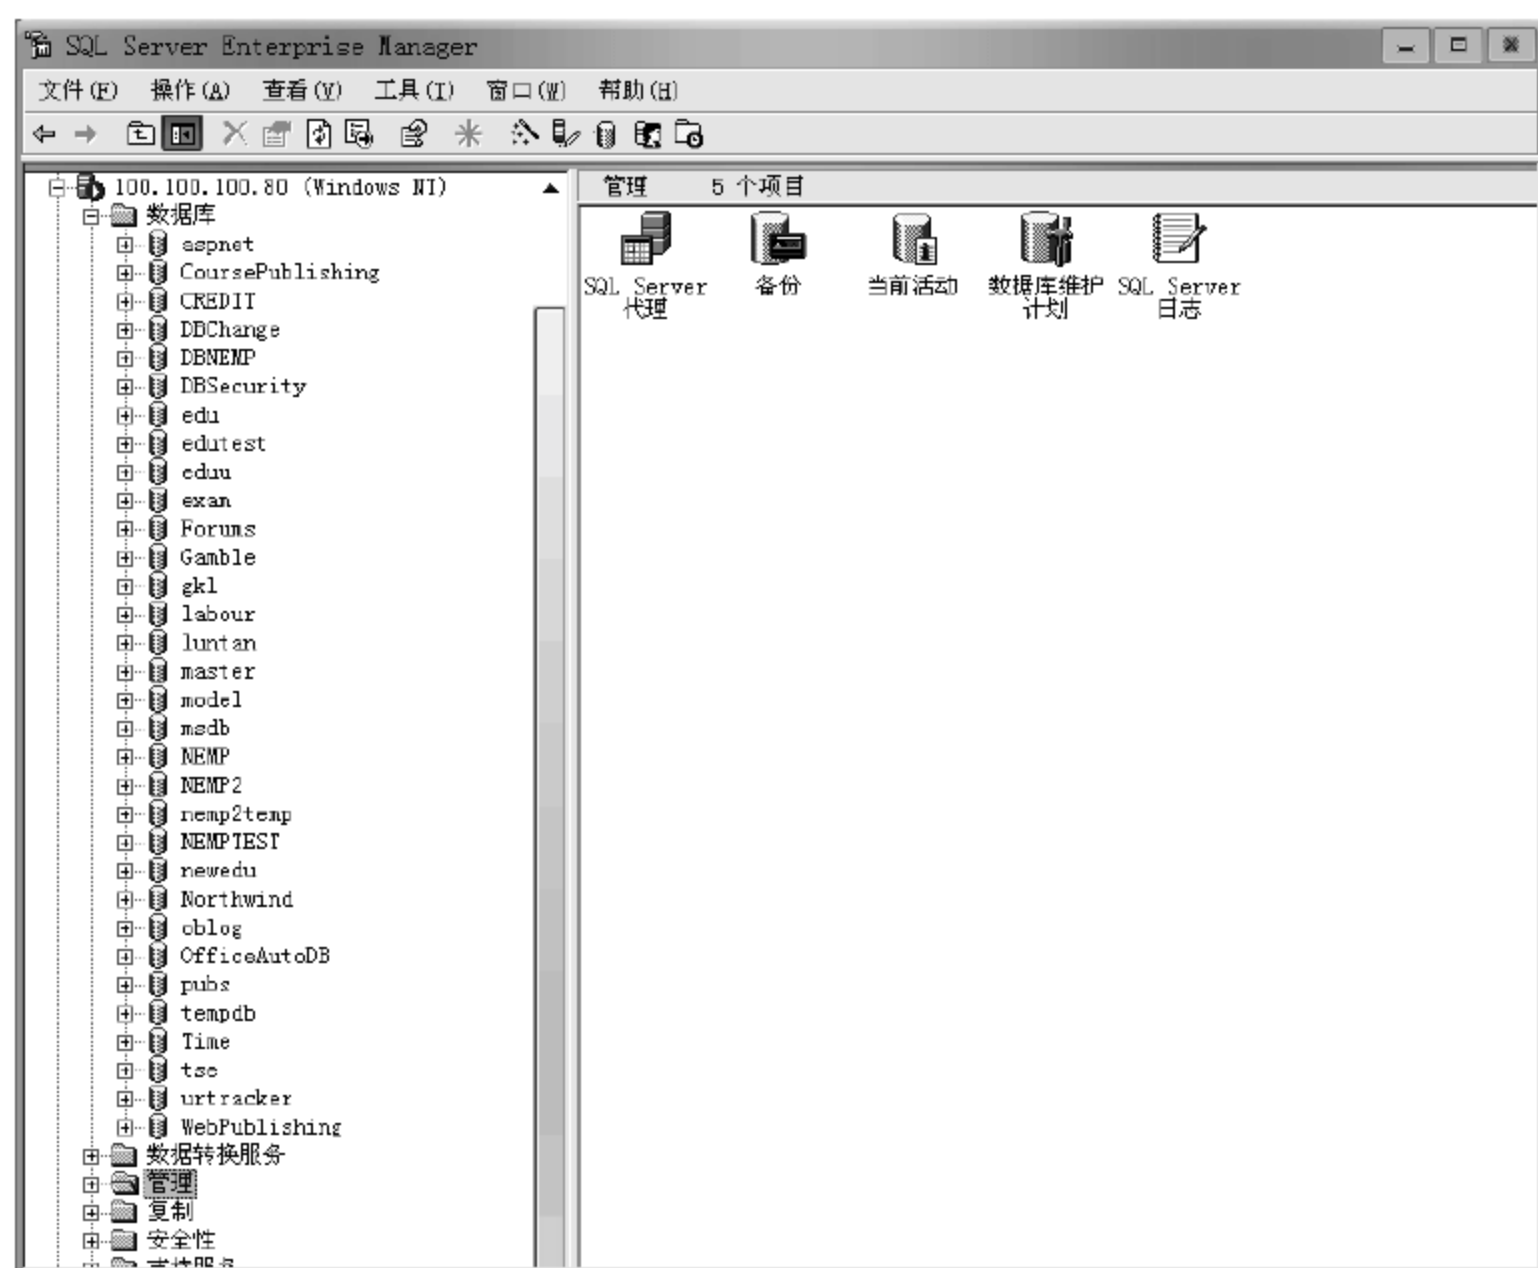 SQL Server Enterprise Manager
文件(F) 操作(A) 查看(V) 工具(T) 窗口(W) 帮助(H)
100.100.100.80 (Windows NT)
数据库
aspnet
CoursePublishing
CREDIT
DBChange
DBNEMP
DBSecurity
edu
edutest
eduu
exam
Forums
Gamble
gkl
labour
luntan
master
model
msdb
NEMP
NEMP2
nemp2temp
NEMPTEST
newedu
Northwind
oblog
OfficeAutoDB
pubs
tempdb
Time
tsc
urtracker
WebPublishing
数据转换服务
管理
复制
安全性
支持服务
管理 5 个项目
SQL Server
代理
备份
当前活动
数据库维护
计划
SQL Server
日志